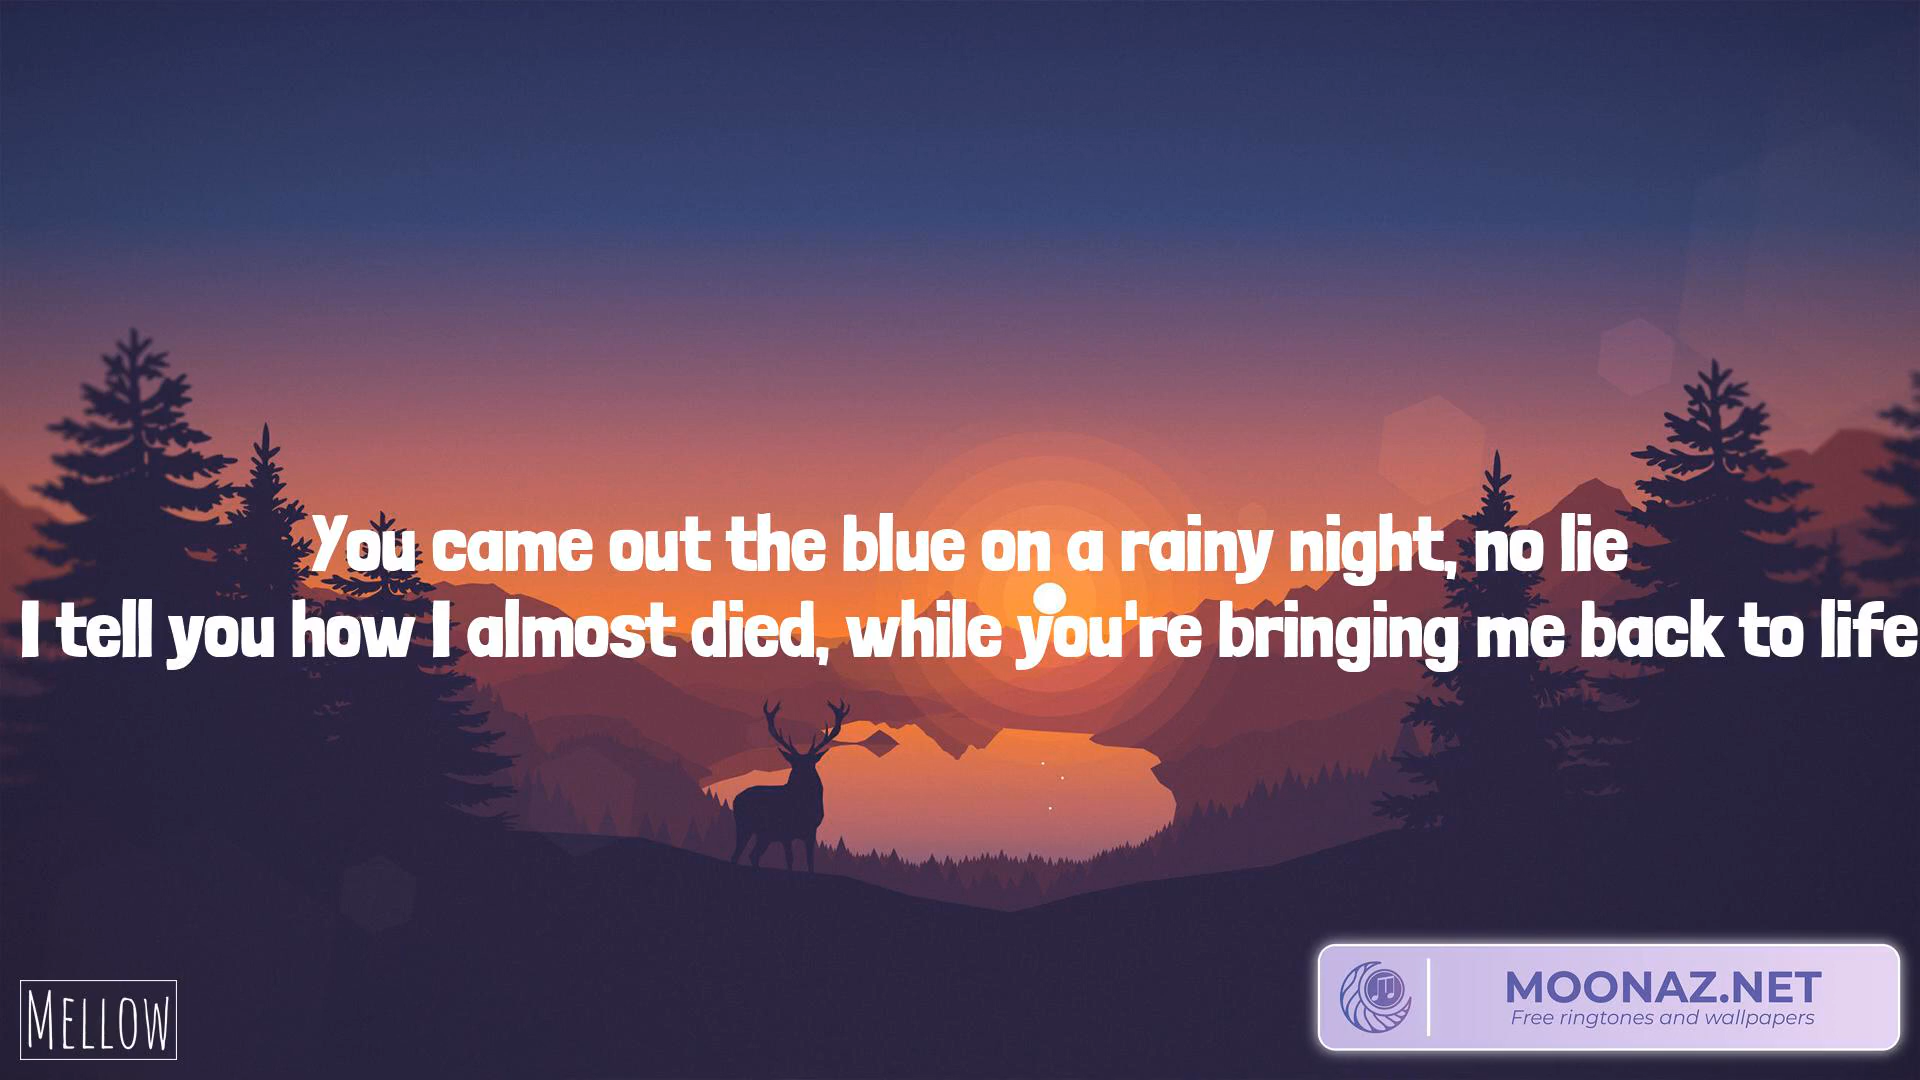 You came out the blue on a rainy night, no lie
I tell you how I almost died, while you're bringing me back to life
MELLOW
MOONAZ.NET
Free ringtones and wallpapers